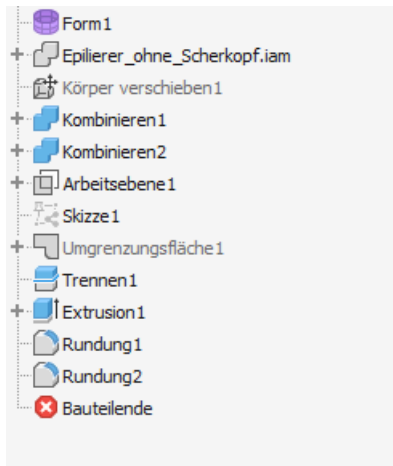 Form1
Epilierer_ohne_Scherkopf.iam
Körper verschieben1
Kombinieren1
Kombinieren2
Arbeitsebene1
Skizze1
Umgrenzungsfläche1
Trennen1
Extrusion1
Rundung1
Rundung2
Bauteilende